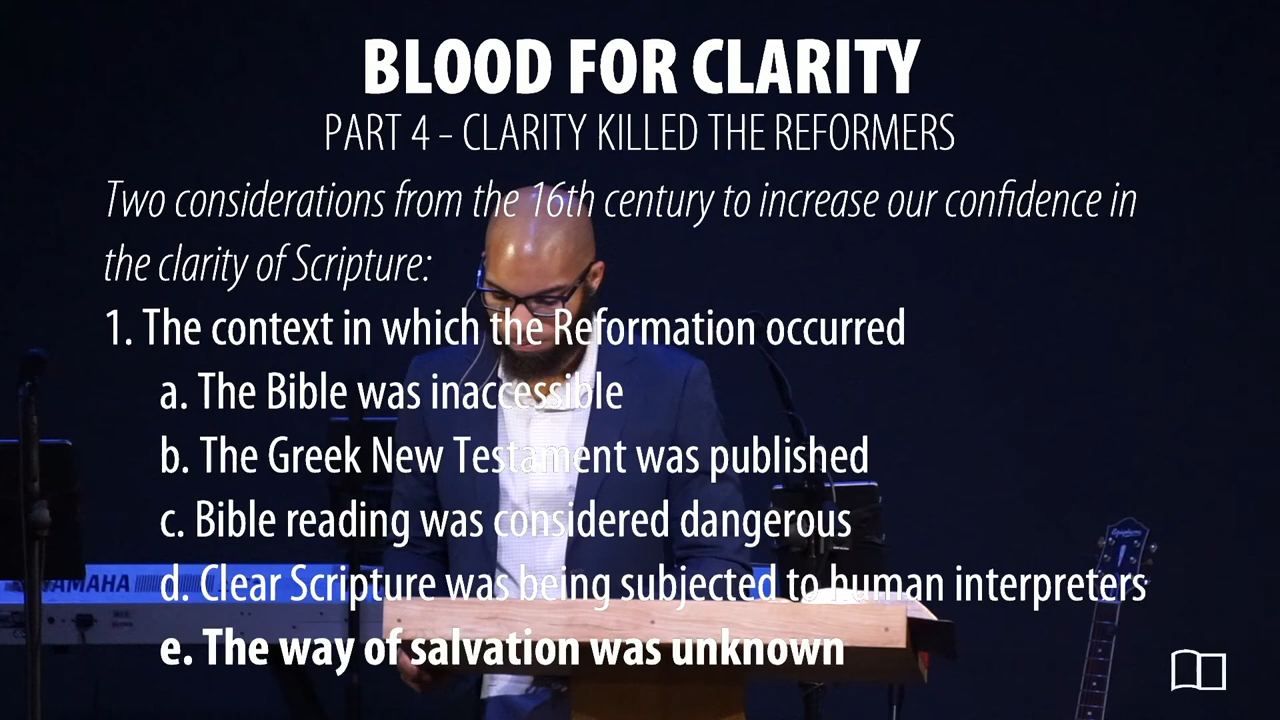 BLOOD FOR CLARITY
PART 4 – CLARITY KILLED THE REFORMERS
Two considerations from the 16th century to increase our confidence in
the clarity of Scripture:
1. The context in which the Reformation occurred
a. The Bible was inaccessible
b. The Greek New Testament was published
c. Bible reading was considered dangerous
d. Clear Scripture was being subjected to human interpreters
e. The way of salvation was unknown
YAMAHA
Epiphone